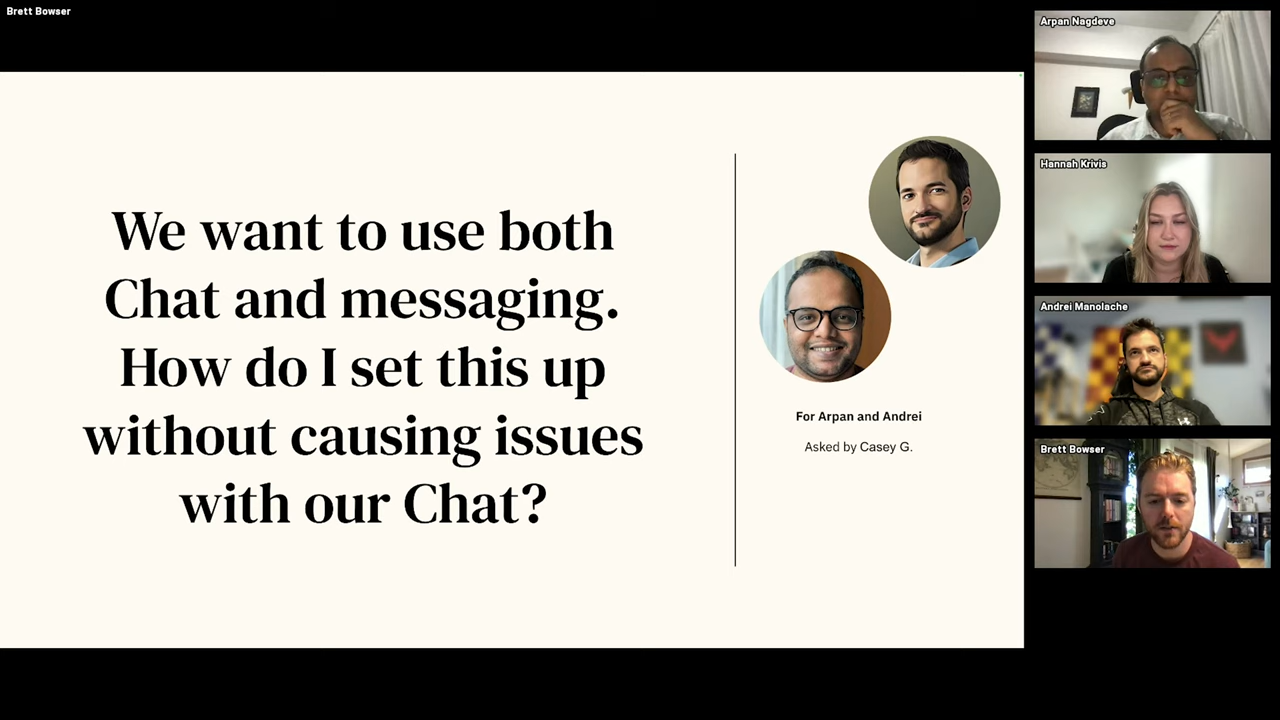 Brett Bowser
We want to use both
Chat and messaging.
How do I set this up
without causing issues
with our Chat?
For Arpan and Andrei
Asked by Casey G.
Arpan Nagdeve
Hannah Krivis
Andrei Manolache
Brett Bowser